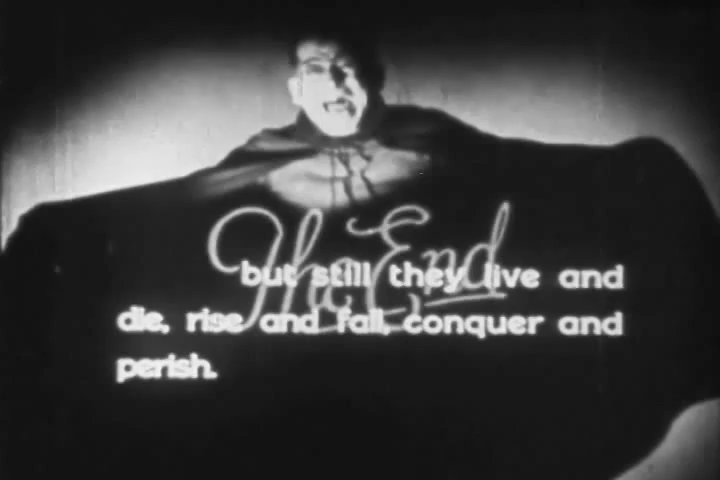 The End
but still they live and
die, rise and fall, conquer and
perish.